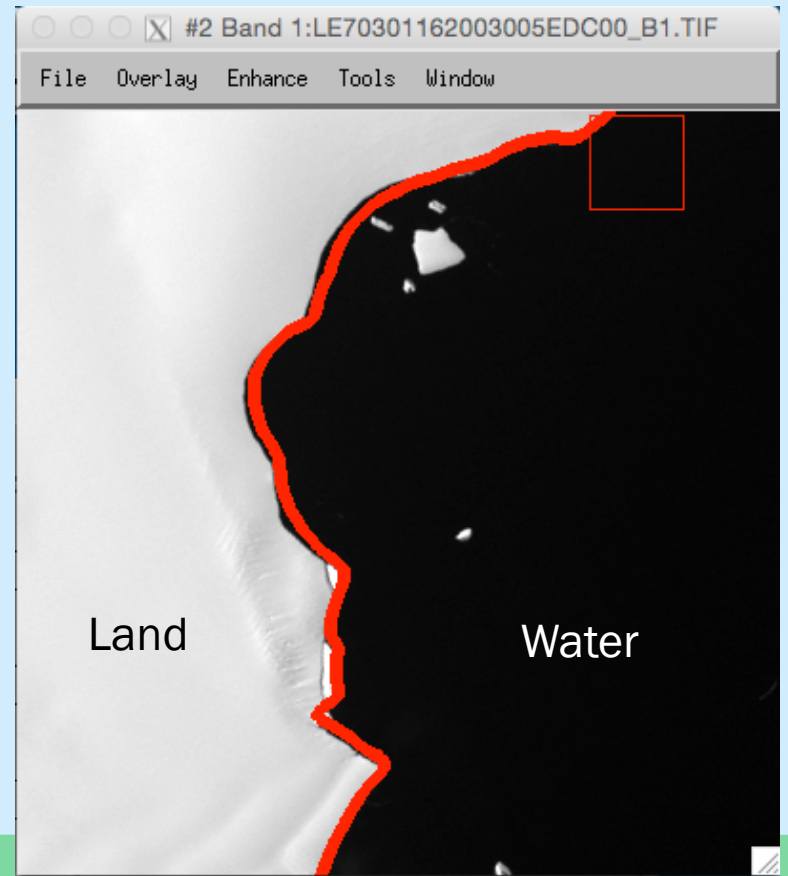 X #2 Band 1:LE70301162003005EDC00_B1.TIF
File Overlay Enhance Tools Window
Land
Water